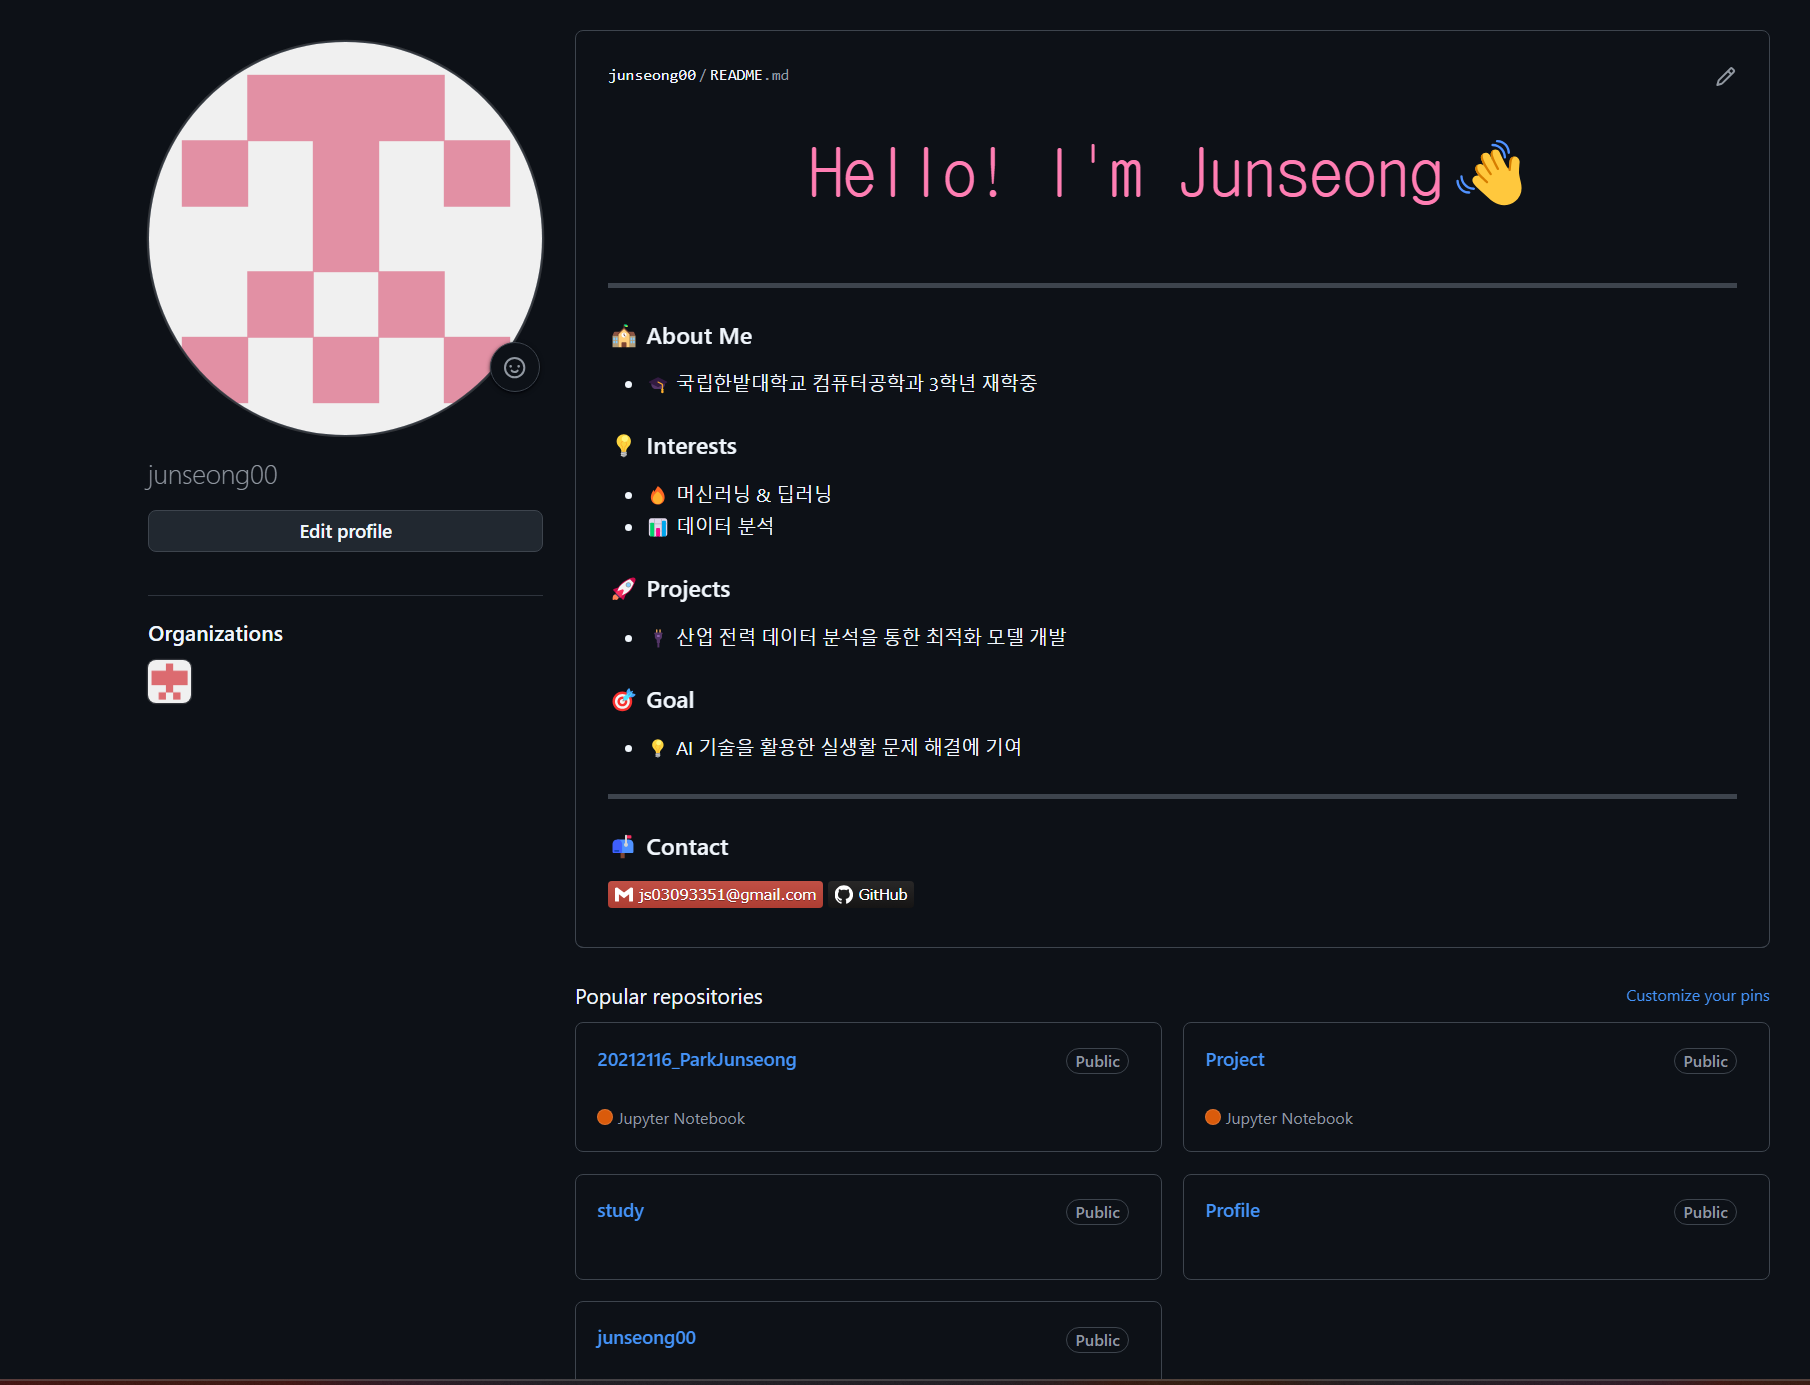 junseong00
Edit profile
Organizations
junseong00/README.md
Hello! I'm Junseong👋
🏫 About Me
🎓 국립한밭대학교 컴퓨터공학과 3학년 재학중
💡 Interests
🔥 머신러닝 & 딥러닝
📊 데이터 분석
🚀 Projects
🔌 산업 전력 데이터 분석을 통한 최적화 모델 개발
🎯 Goal
💡 AI 기술을 활용한 실생활 문제 해결에 기여
📫 Contact
js03093351@gmail.com GitHub
Popular repositories
Customize your pins
20212116_ParkJunseong Public
Jupyter Notebook
Project Public
Jupyter Notebook
study Public
Profile Public
junseong00 Public